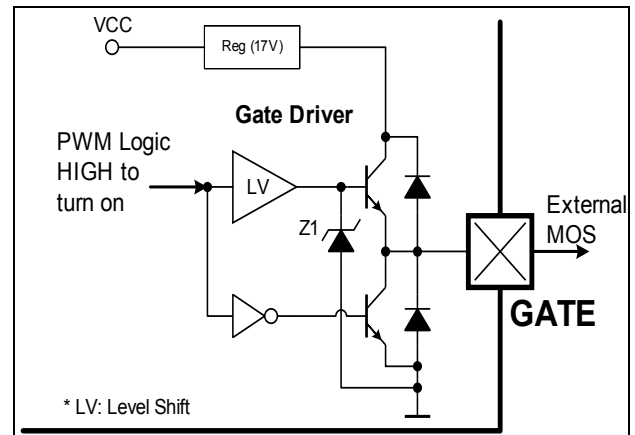 VCC
Reg (17V)
Gate Driver
PWM Logic
HIGH to
turn on
LV
Z1
External
MOS
GATE
* LV: Level Shift